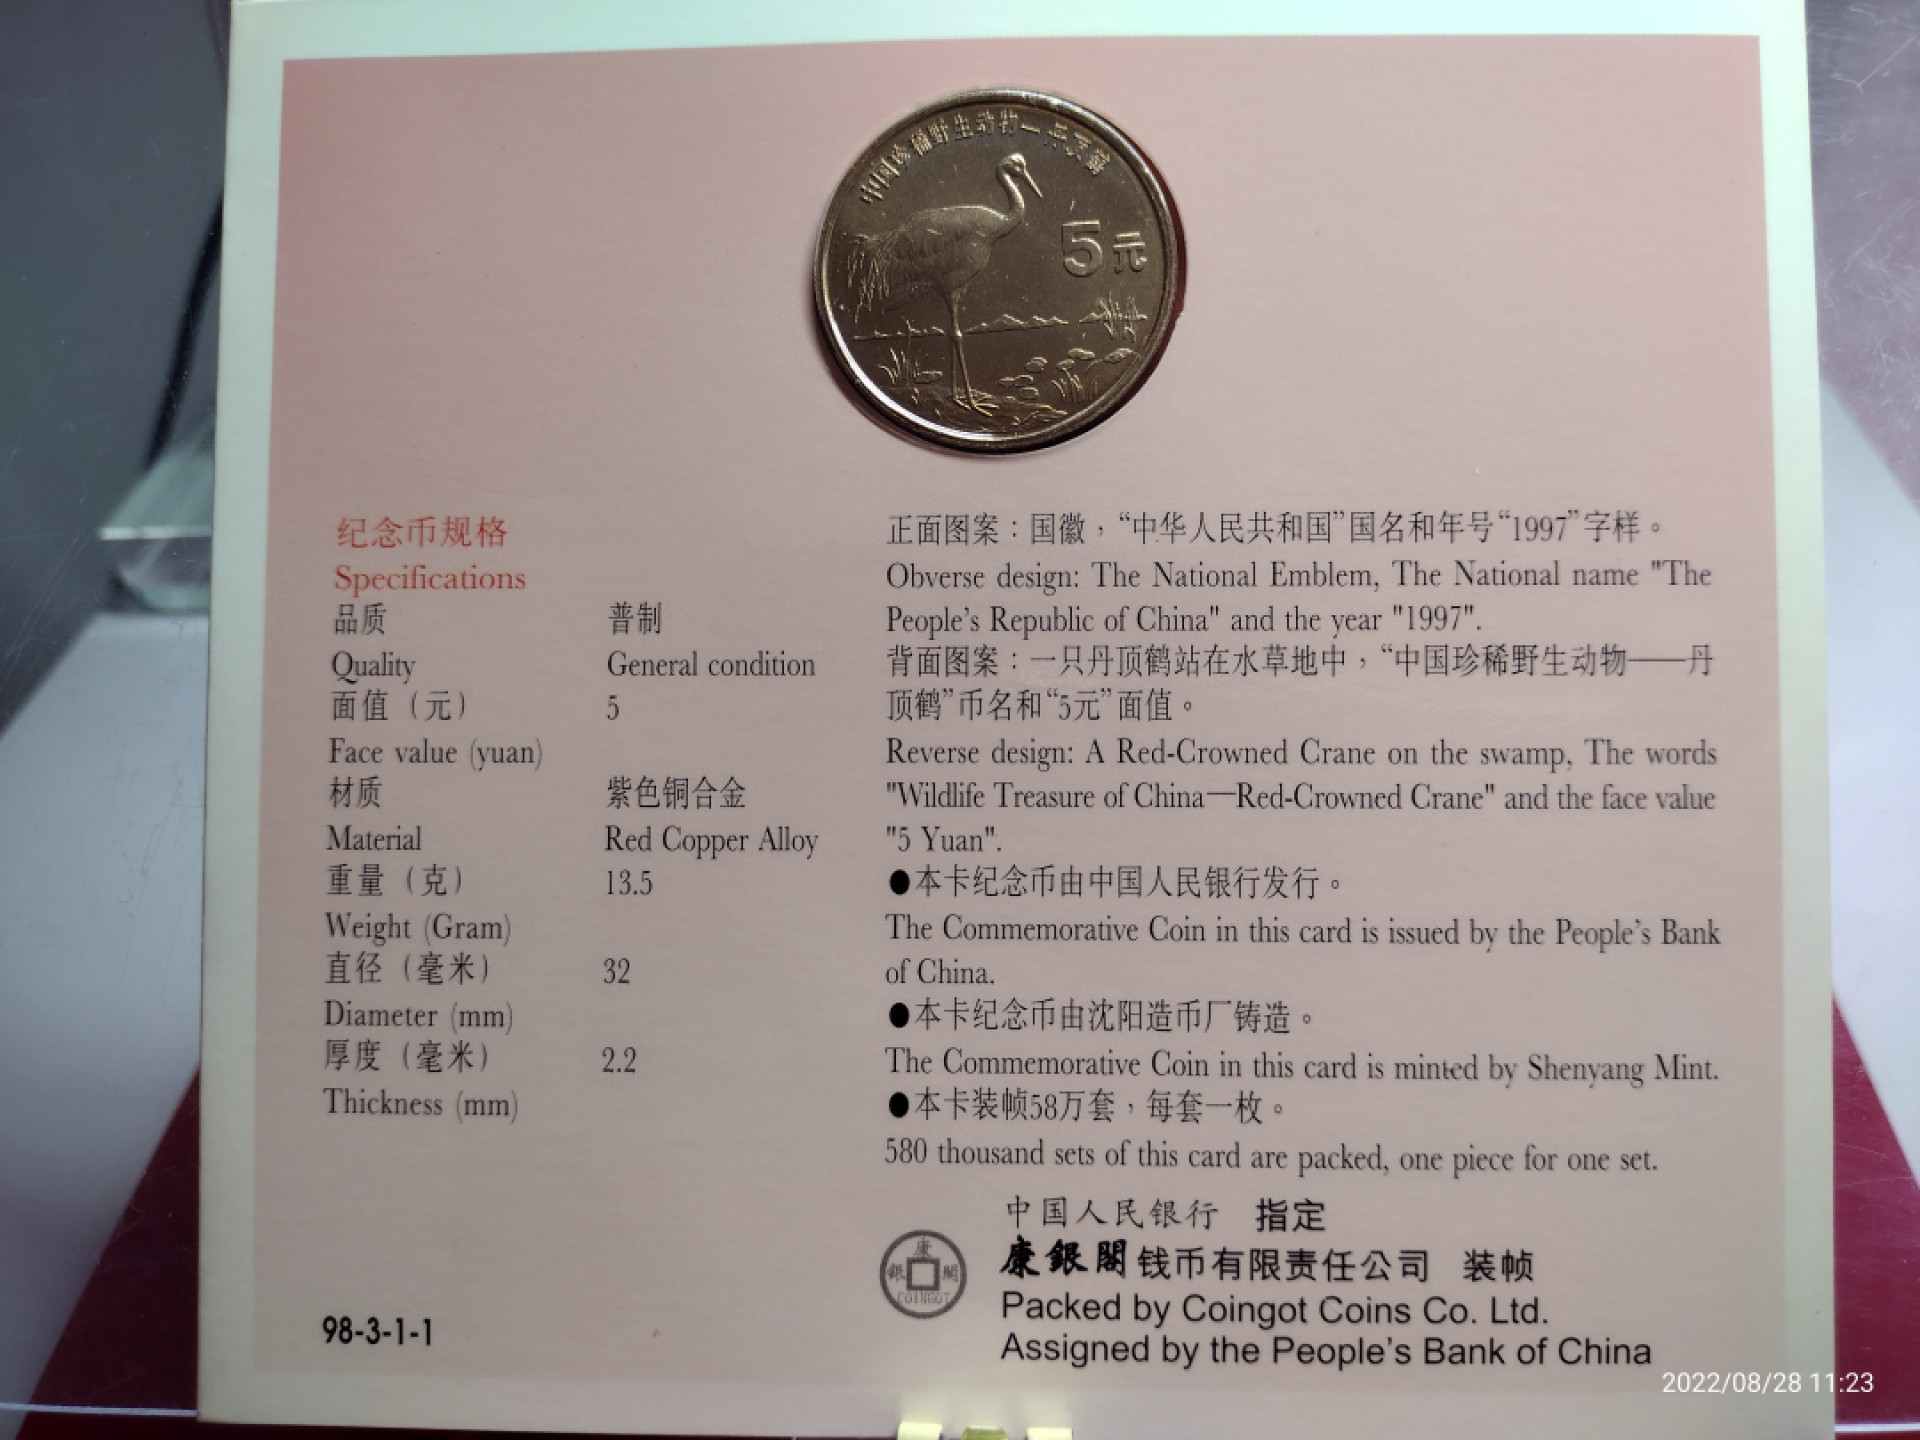 中国珍稀野生动物—丹顶鹤
5元
纪念币规格
Specifications
品质 普制
Quality General condition
面值（元） 5
Face value (yuan)
材质 紫色铜合金
Material Red Copper Alloy
重量（克） 13.5
Weight (Gram)
直径（毫米） 32
Diameter (mm)
厚度（毫米） 2.2
Thickness (mm)
正面图案：国徽，“中华人民共和国”国名和年号“1997”字样。
Obverse design: The National Emblem, The National name "The
People's Republic of China" and the year "1997".
背面图案：一只丹顶鹤站在水草地中，“中国珍稀野生动物——丹
顶鹤”币名和“5元”面值。
Reverse design: A Red-Crowned Crane on the swamp, The words
"Wildlife Treasure of China—Red-Crowned Crane" and the face value
"5 Yuan".
●本卡纪念币由中国人民银行发行。
The Commemorative Coin in this card is issued by the People's Bank
of China.
●本卡纪念币由沈阳造币厂铸造。
The Commemorative Coin in this card is minted by Shenyang Mint.
●本卡装帧58万套，每套一枚。
580 thousand sets of this card are packed, one piece for one set.
中国人民银行 指定
康銀閣钱币有限责任公司 装帧
Packed by Coingot Coins Co. Ltd.
Assigned by the People's Bank of China
康
銀 閣
COINGOT
98-3-1-1
2022/08/28 11:23